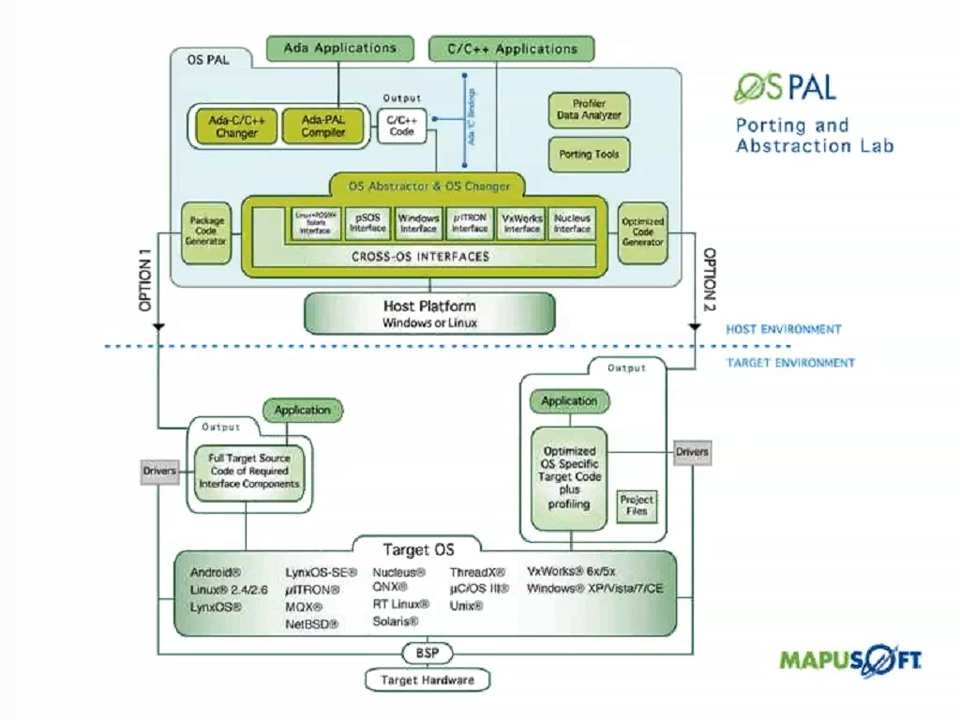 Ada Applications
C/C++ Applications
OS PAL
Output
Ada-C/C++
Changer
Ada-PAL
Compiler
C/C++
Code
Ada 'C' Bindings
Profiler
Data Analyzer
Porting Tools
OS PAL
Porting and
Abstraction Lab
OS Abstractor & OS Changer
Package
Code
Generator
Linux+POSIX+
Solaris
Interface
pSOS
Interface
Windows
Interface
µITRON
Interface
VxWorks
Interface
Nucleus
Interface
CROSS-OS INTERFACES
Optimized
Code
Generator
OPTION 1
OPTION 2
Host Platform
Windows or Linux
HOST ENVIRONMENT
TARGET ENVIRONMENT
Output
Application
Full Target Source
Code of Required
Interface Components
Drivers
Output
Application
Optimized
OS Specific
Target Code
plus
profiling
Project
Files
Drivers
Target OS
Android®
Linux® 2.4/2.6
LynxOS®
LynxOS-SE®
µITRON®
MQX®
NetBSD®
Nucleus®
QNX®
RT Linux®
Solaris®
ThreadX®
µC/OS III®
Unix®
VxWorks® 6x/5x
Windows® XP/Vista/7/CE
BSP
Target Hardware
MAPUSOFT